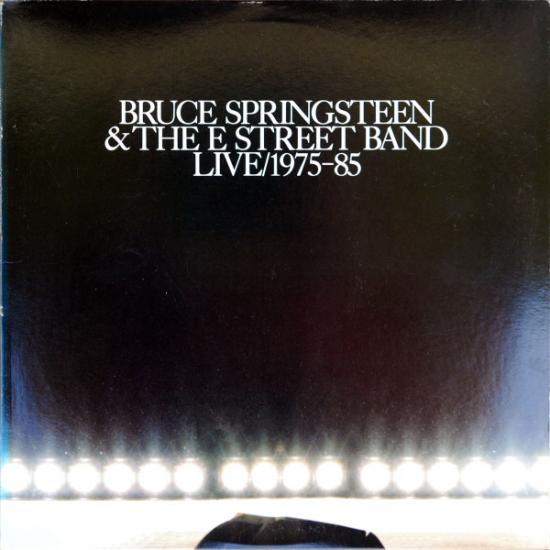 BRUCE SPRINGSTEEN
& THE E STREET BAND
LIVE/1975–85